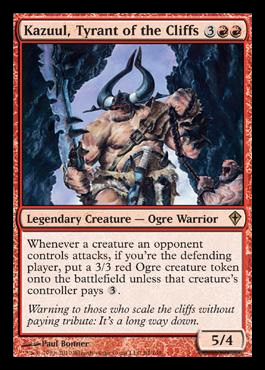 Kazuul, Tyrant of the Cliffs 3
Legendary Creature — Ogre Warrior
Whenever a creature an opponent
controls attacks, if you're the defending
player, put a 3/3 red Ogre creature token
onto the battlefield unless that creature's
controller pays 3.
Warning to those who scale the cliffs without
paying tribute: It's a long way down.
Paul Bonner
5/4